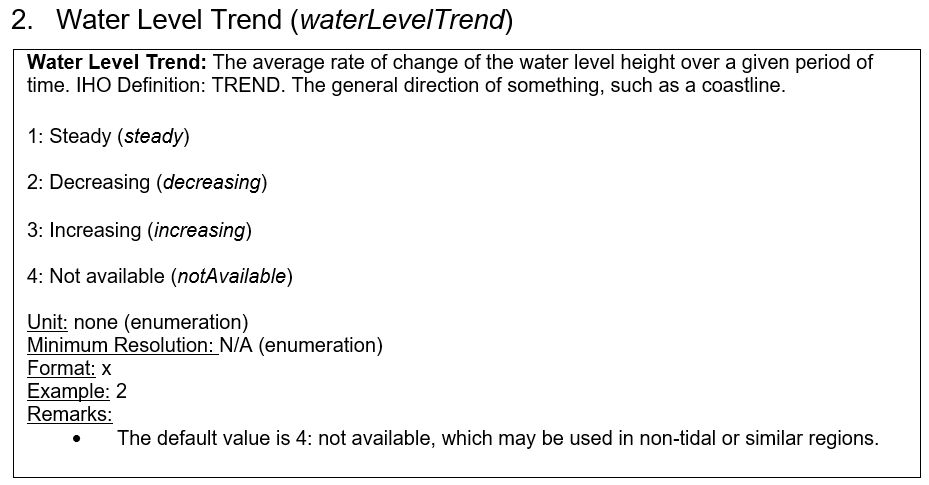 2. Water Level Trend (waterLevelTrend)
Water Level Trend: The average rate of change of the water level height over a given period of
time. IHO Definition: TREND. The general direction of something, such as a coastline.
1: Steady (steady)
2: Decreasing (decreasing)
3: Increasing (increasing)
4: Not available (notAvailable)
Unit: none (enumeration)
Minimum Resolution: N/A (enumeration)
Format: x
Example: 2
Remarks:
• The default value is 4: not available, which may be used in non-tidal or similar regions.